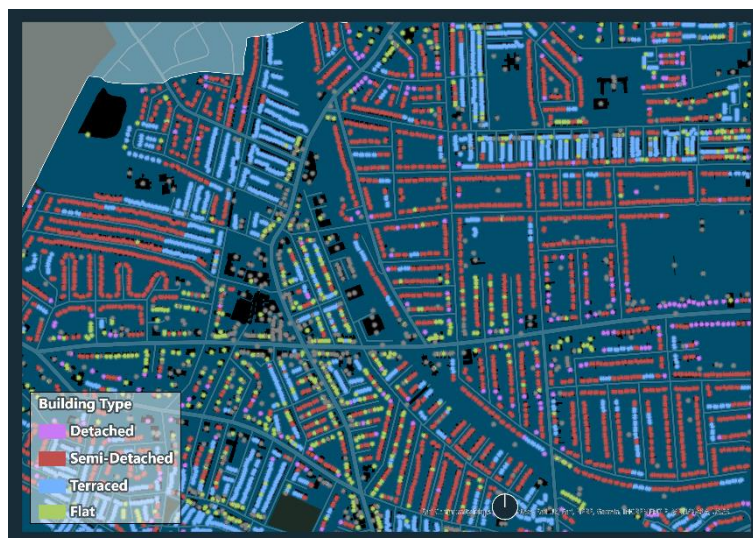 Building Type
Detached
Semi-Detached
Terraced
Flat